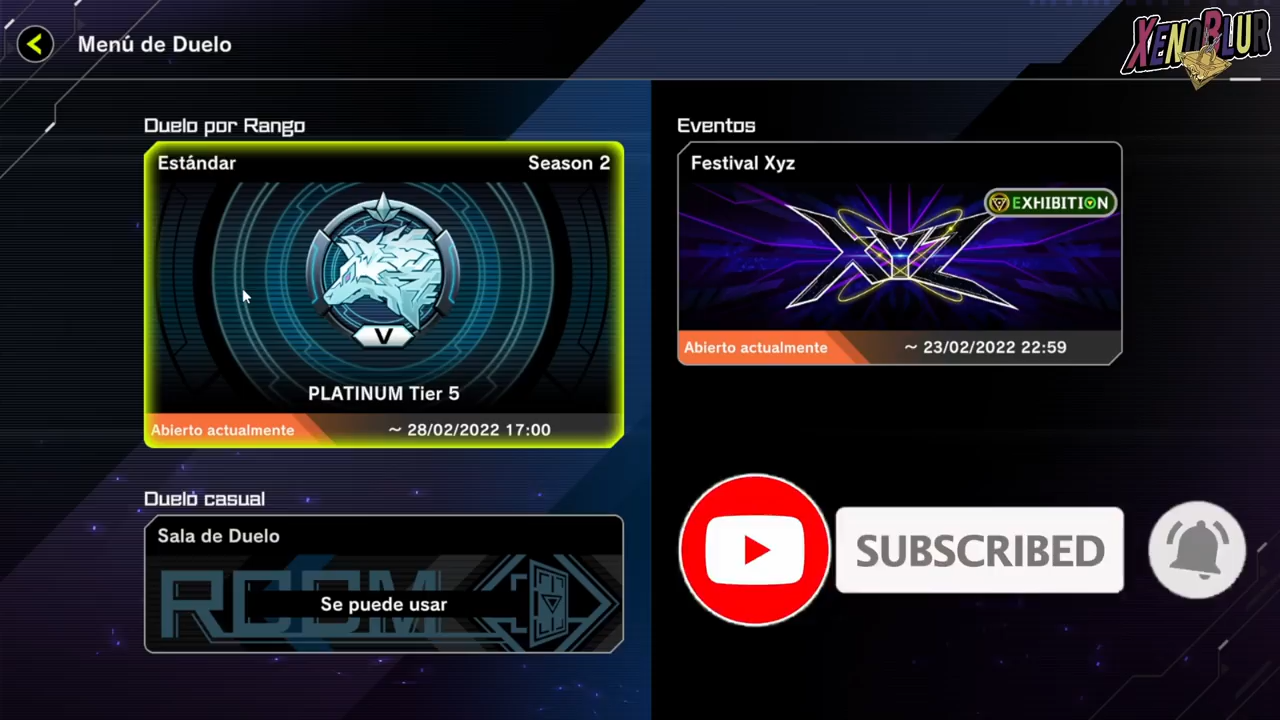 Menú de Duelo
XENOBLUR
Duelo por Rango
Estándar
Season 2
V
PLATINUM Tier 5
Abierto actualmente
~ 28/02/2022 17:00
Duelo casual
Sala de Duelo
ROOM
Se puede usar
Eventos
Festival Xyz
EXHIBITION
XYZ
Abierto actualmente
~ 23/02/2022 22:59
SUBSCRIBED